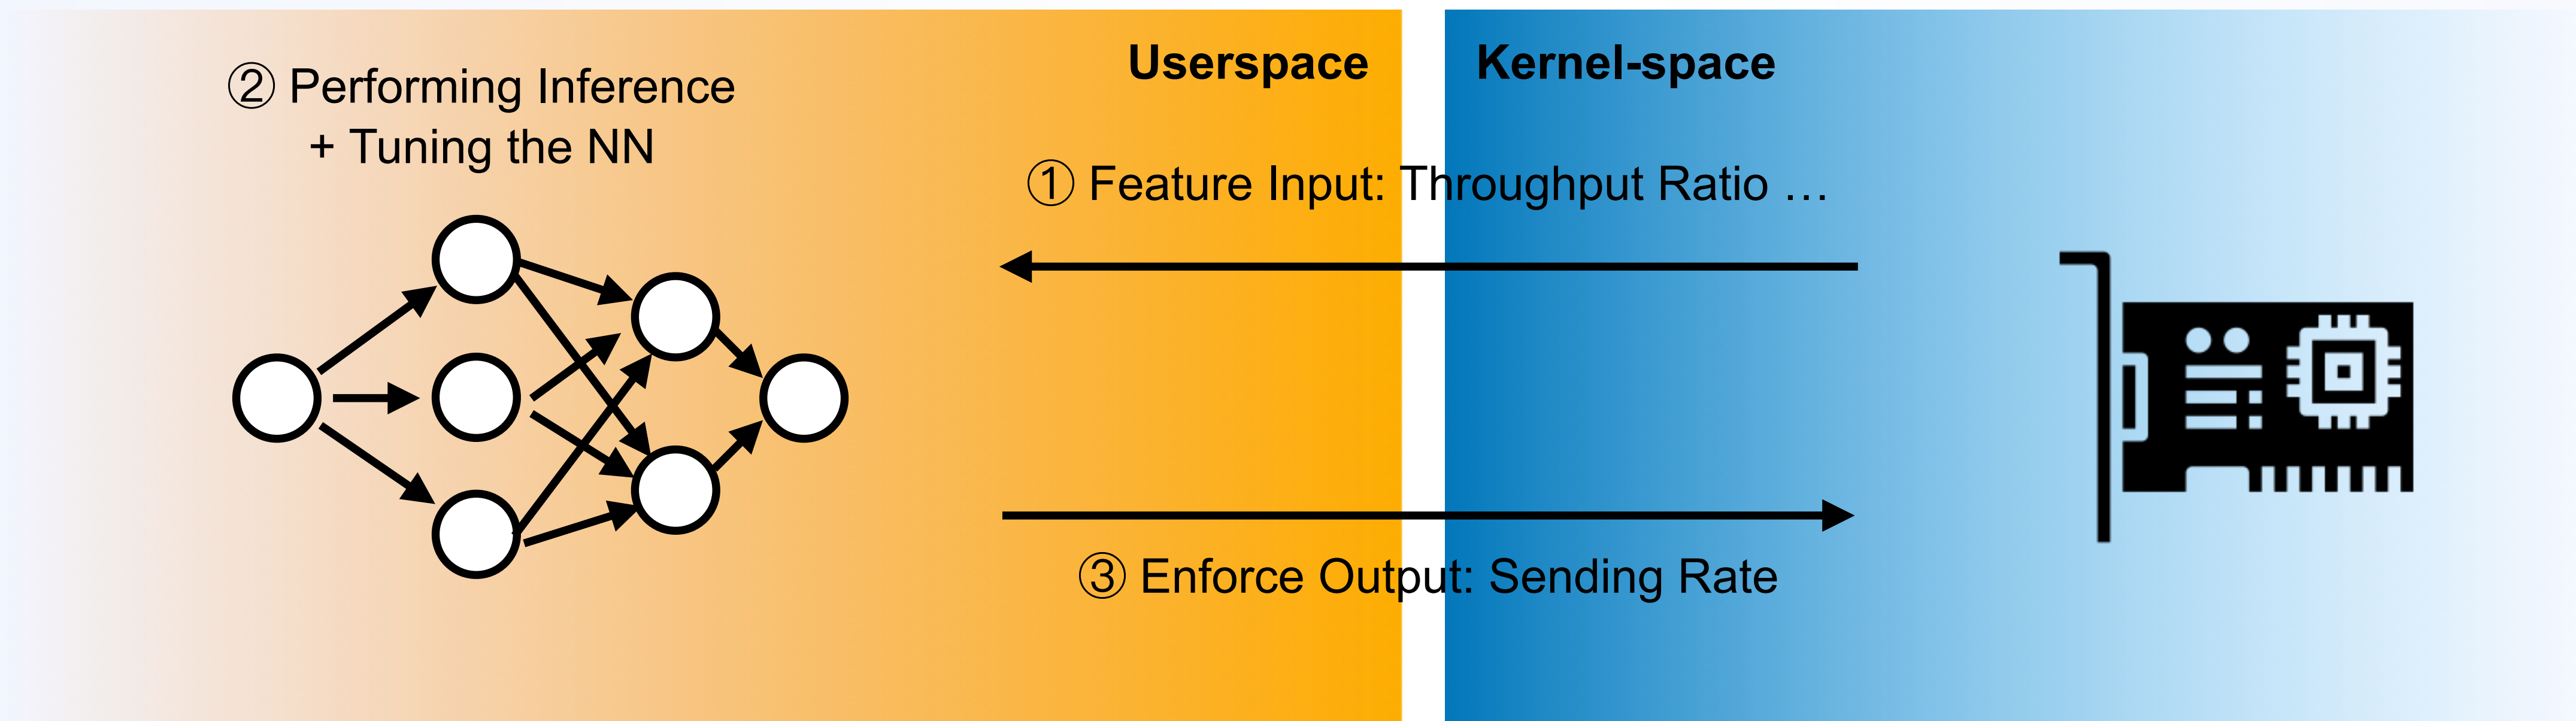 Userspace
Kernel-space
② Performing Inference
+ Tuning the NN
① Feature Input: Throughput Ratio …
③ Enforce Output: Sending Rate